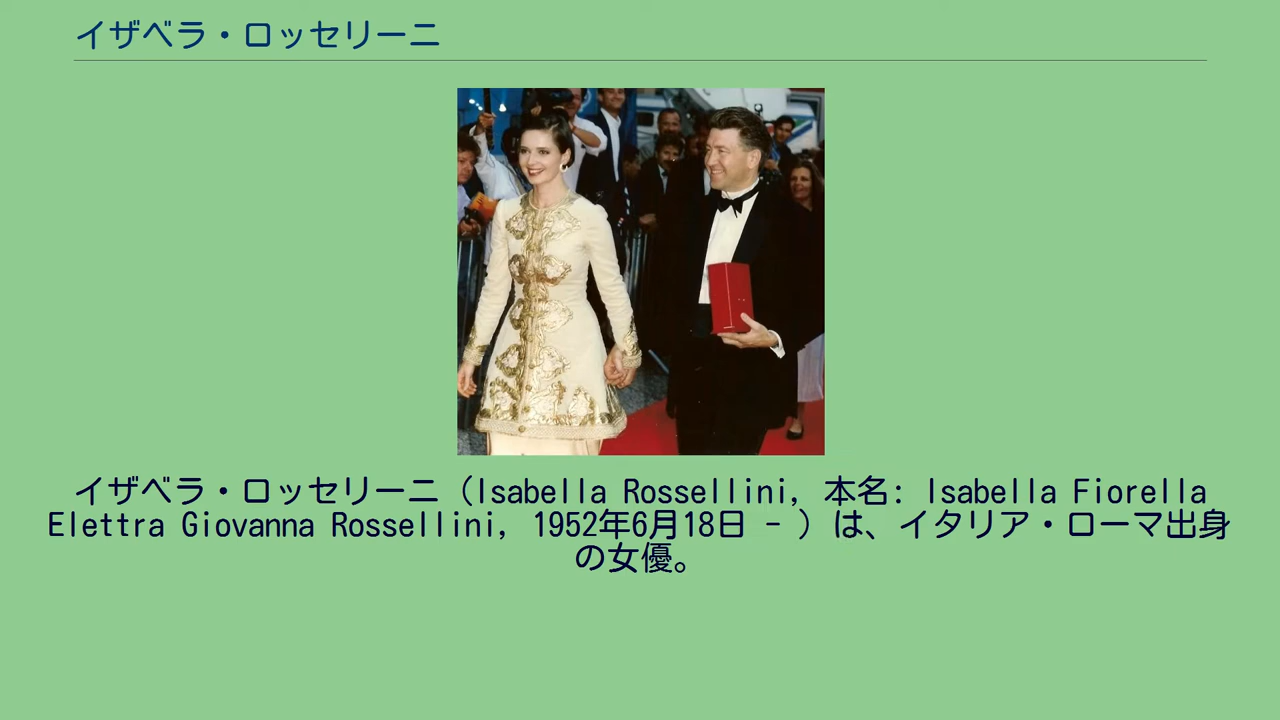 イザベラ・ロッセリーニ
イザベラ・ロッセリーニ（Isabella Rossellini, 本名: Isabella Fiorella
Elettra Giovanna Rossellini, 1952年6月18日 - ）は、イタリア・ローマ出身
の女優。